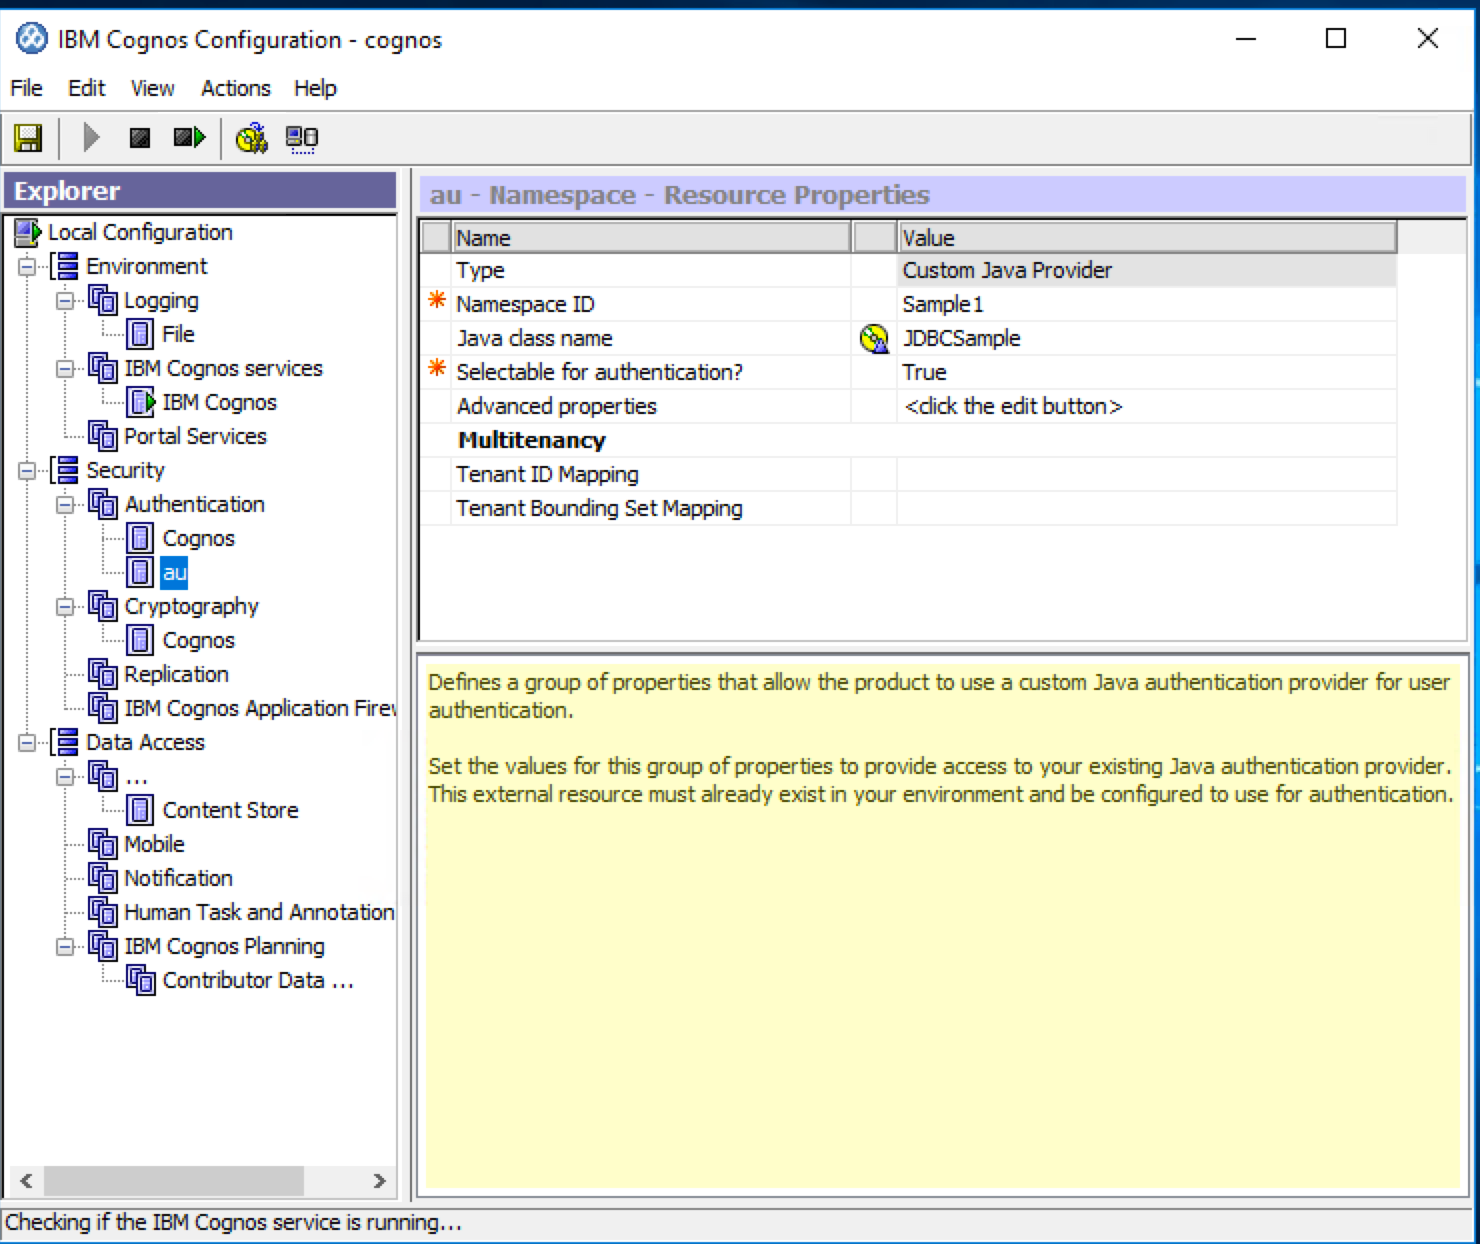 IBM Cognos Configuration - cognos
File Edit View Actions Help
Explorer
Local Configuration
Environment
Logging
File
IBM Cognos services
IBM Cognos
Portal Services
Security
Authentication
Cognos
au
Cryptography
Cognos
Replication
IBM Cognos Application
Data Access
...
Content Store
Mobile
Notification
Human Task and Annotation
IBM Cognos Planning
Contributor Data ...
au - Namespace - Resource Properties
Name Value
Type Custom Java Provider
* Namespace ID Sample1
Java class name JDBCSample
* Selectable for authentication? True
Advanced properties <click the edit button>
Multitenancy
Tenant ID Mapping
Tenant Bounding Set Mapping
Defines a group of properties that allow the product to use a custom Java authentication provider for user
authentication.
Set the values for this group of properties to provide access to your existing Java authentication provider.
This external resource must already exist in your environment and be configured to use for authentication.
Checking if the IBM Cognos service is running...